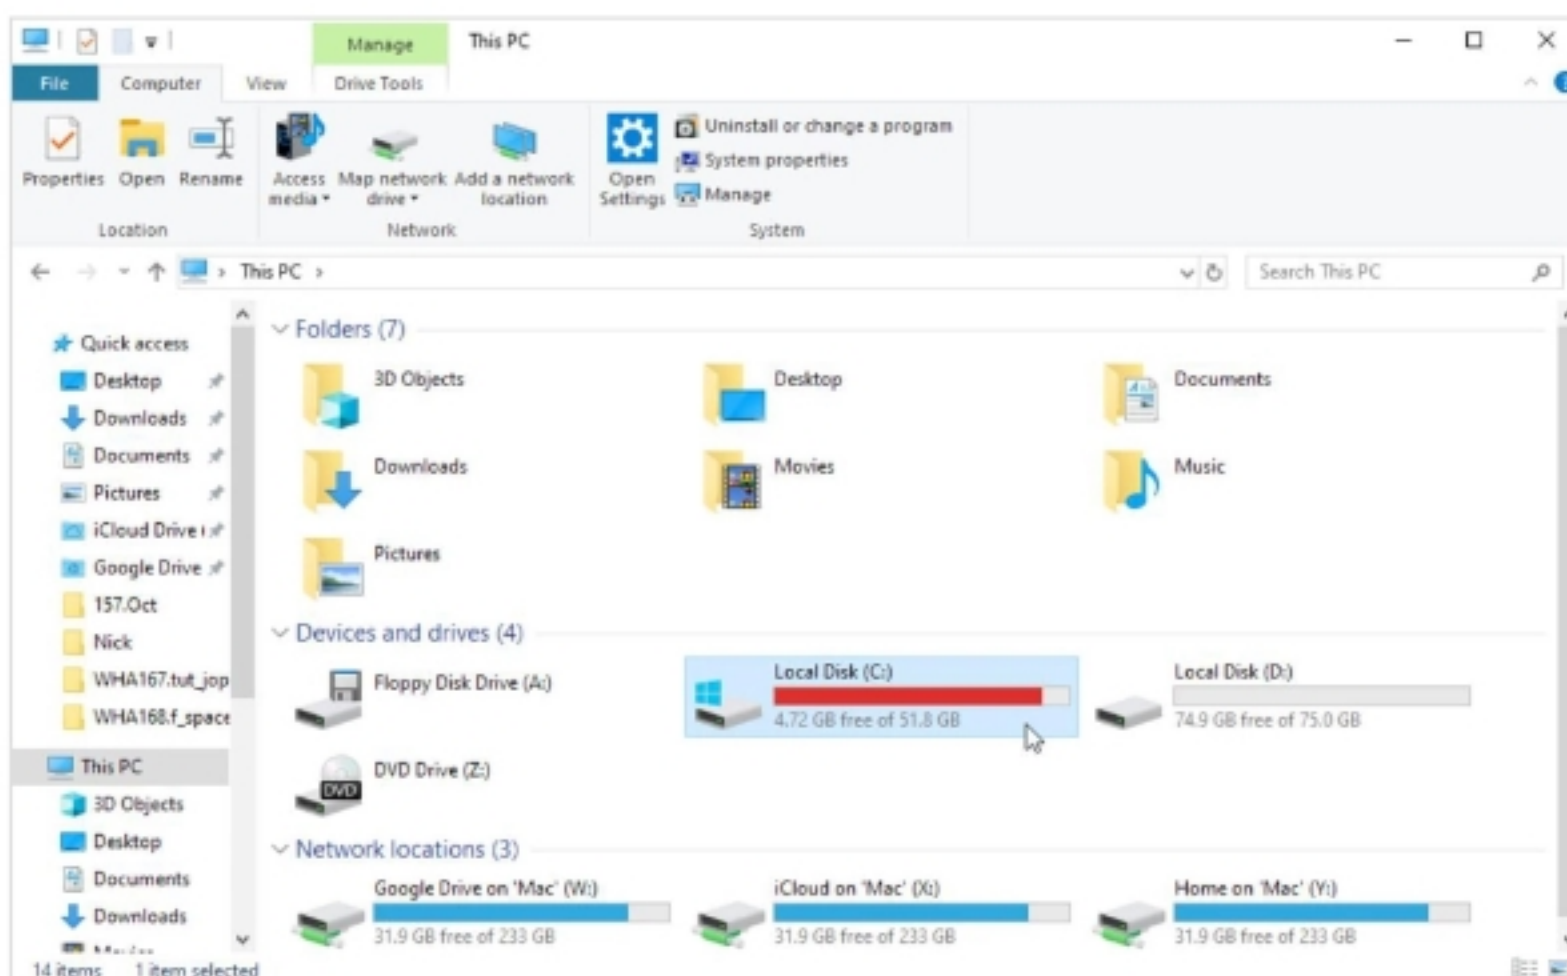 Manage
This PC
File
Computer
View
Drive Tools
Properties
Open
Rename
Access media
Map network drive
Add a network location
Open Settings
Uninstall or change a program
System properties
Manage
Location
Network
System
This PC
Search This PC
Quick access
Desktop
Downloads
Documents
Pictures
iCloud Drive
Google Drive
157.Oct
Nick
WHA167.tut_jop
WHA168.f_space
This PC
3D Objects
Desktop
Documents
Downloads
Folders (7)
3D Objects
Desktop
Documents
Downloads
Movies
Music
Pictures
Devices and drives (4)
Floppy Disk Drive (A:)
Local Disk (C:)
4.72 GB free of 51.8 GB
Local Disk (D:)
74.9 GB free of 75.0 GB
DVD Drive (Z:)
DVD
Network locations (3)
Google Drive on 'Mac' (W:)
31.9 GB free of 233 GB
iCloud on 'Mac' (X:)
31.9 GB free of 233 GB
Home on 'Mac' (Y:)
31.9 GB free of 233 GB
14 items
1 item selected